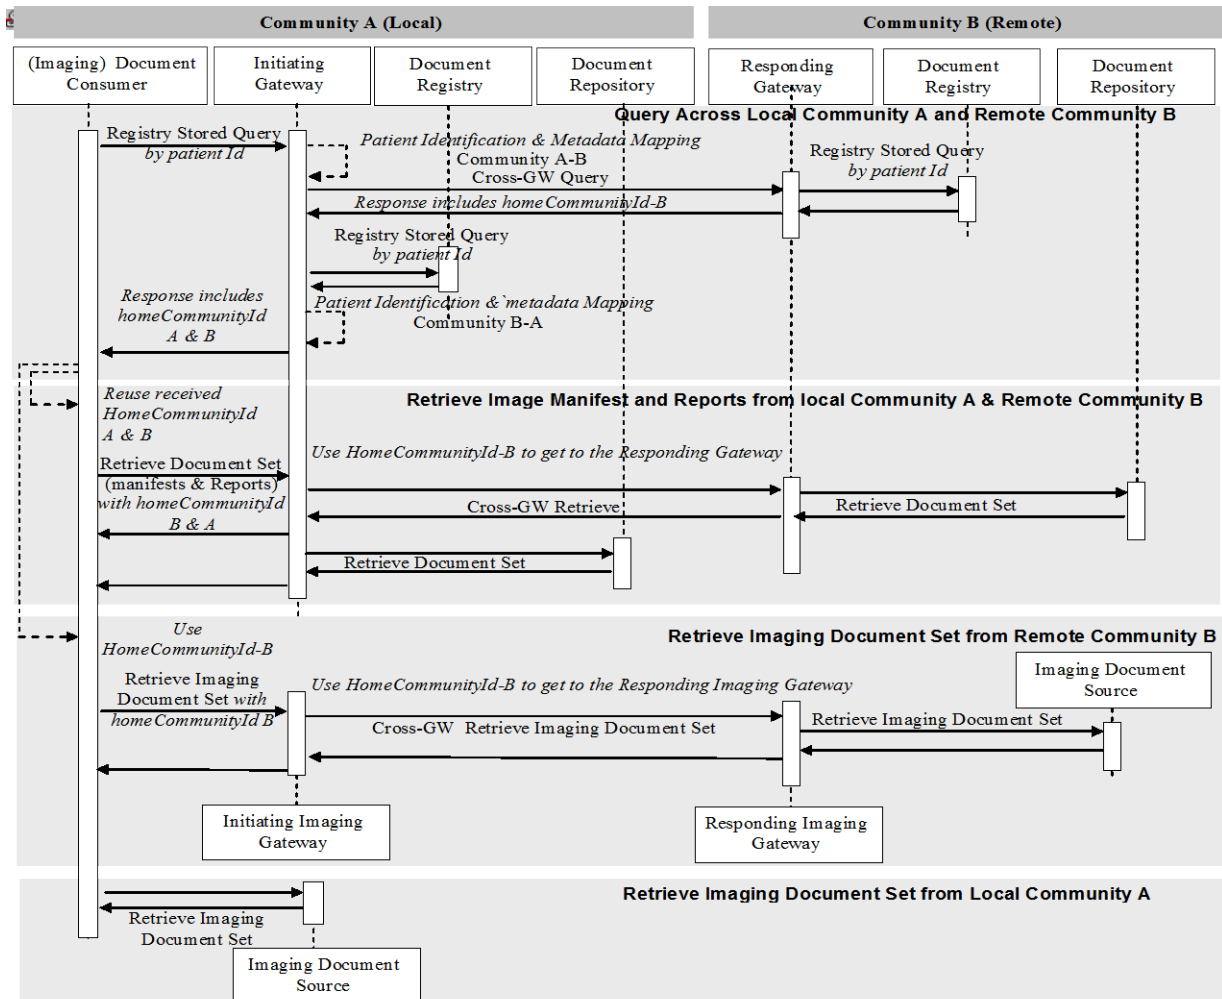 Community A (Local)
Community B (Remote)
(Imaging) Document
Consumer
Initiating
Gateway
Document
Registry
Document
Repository
Responding
Gateway
Document
Registry
Document
Repository
Query Across Local Community A and Remote Community B
Registry Stored Query
by patient Id
Patient Identification & Metadata Mapping
Community A-B
Cross-GW Query
Registry Stored Query
by patient Id
Response includes homeCommunityId-B
Registry Stored Query
by patient Id
Response includes
homeCommunityId
A & B
Patient Identification &`metadata Mapping
Community B-A
Reuse received
HomeCommunityId
A & B
Retrieve Image Manifest and Reports from local Community A & Remote Community B
Retrieve Document Set
(manifests & Reports)
with homeCommunityId
B & A
Use HomeCommunityId-B to get to the Responding Gateway
Cross-GW Retrieve
Retrieve Document Set
Retrieve Document Set
Use
HomeCommunityId-B
Retrieve Imaging Document Set from Remote Community B
Imaging Document
Source
Retrieve Imaging
Document Set with
homeCommunityId B
Use HomeCommunityId-B to get to the Responding Imaging Gateway
Cross-GW Retrieve Imaging Document Set
Retrieve Imaging Document Set
Initiating Imaging
Gateway
Responding Imaging
Gateway
Retrieve Imaging Document Set from Local Community A
Retrieve Imaging
Document Set
Imaging Document
Source